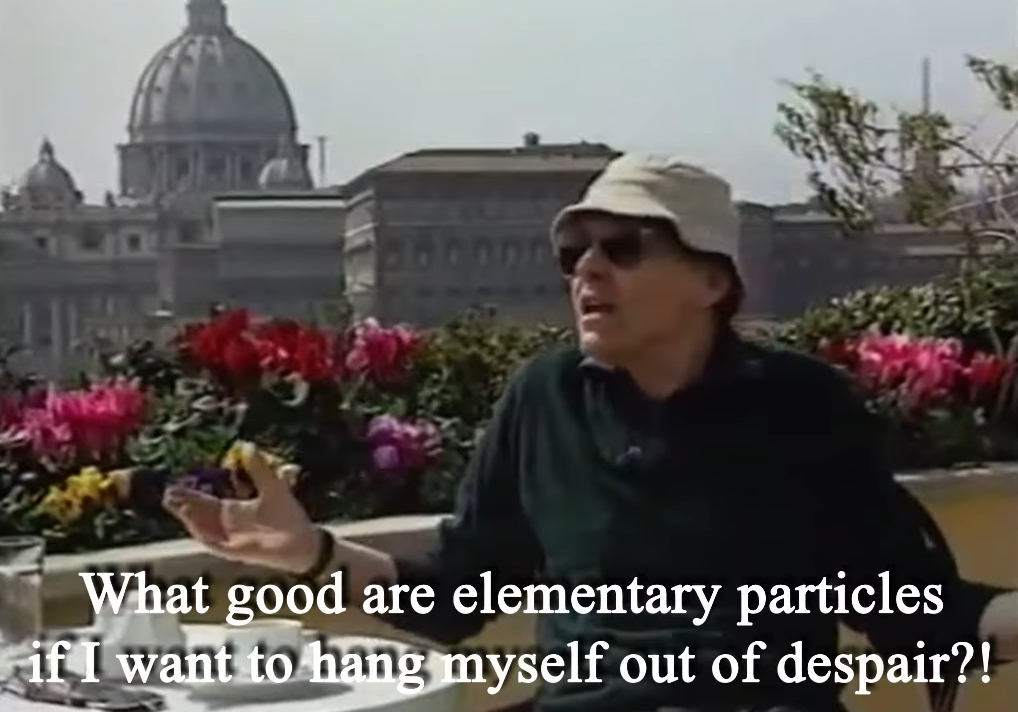 What good are elementary particles
if I want to hang myself out of despair?!